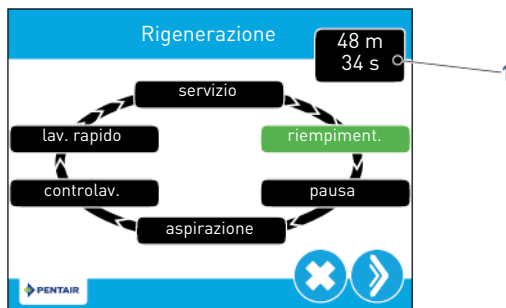 Rigenerazione
48 m
34 s
1
servizio
lav. rapido
riempiment.
controlav.
pausa
aspirazione
PENTAIR